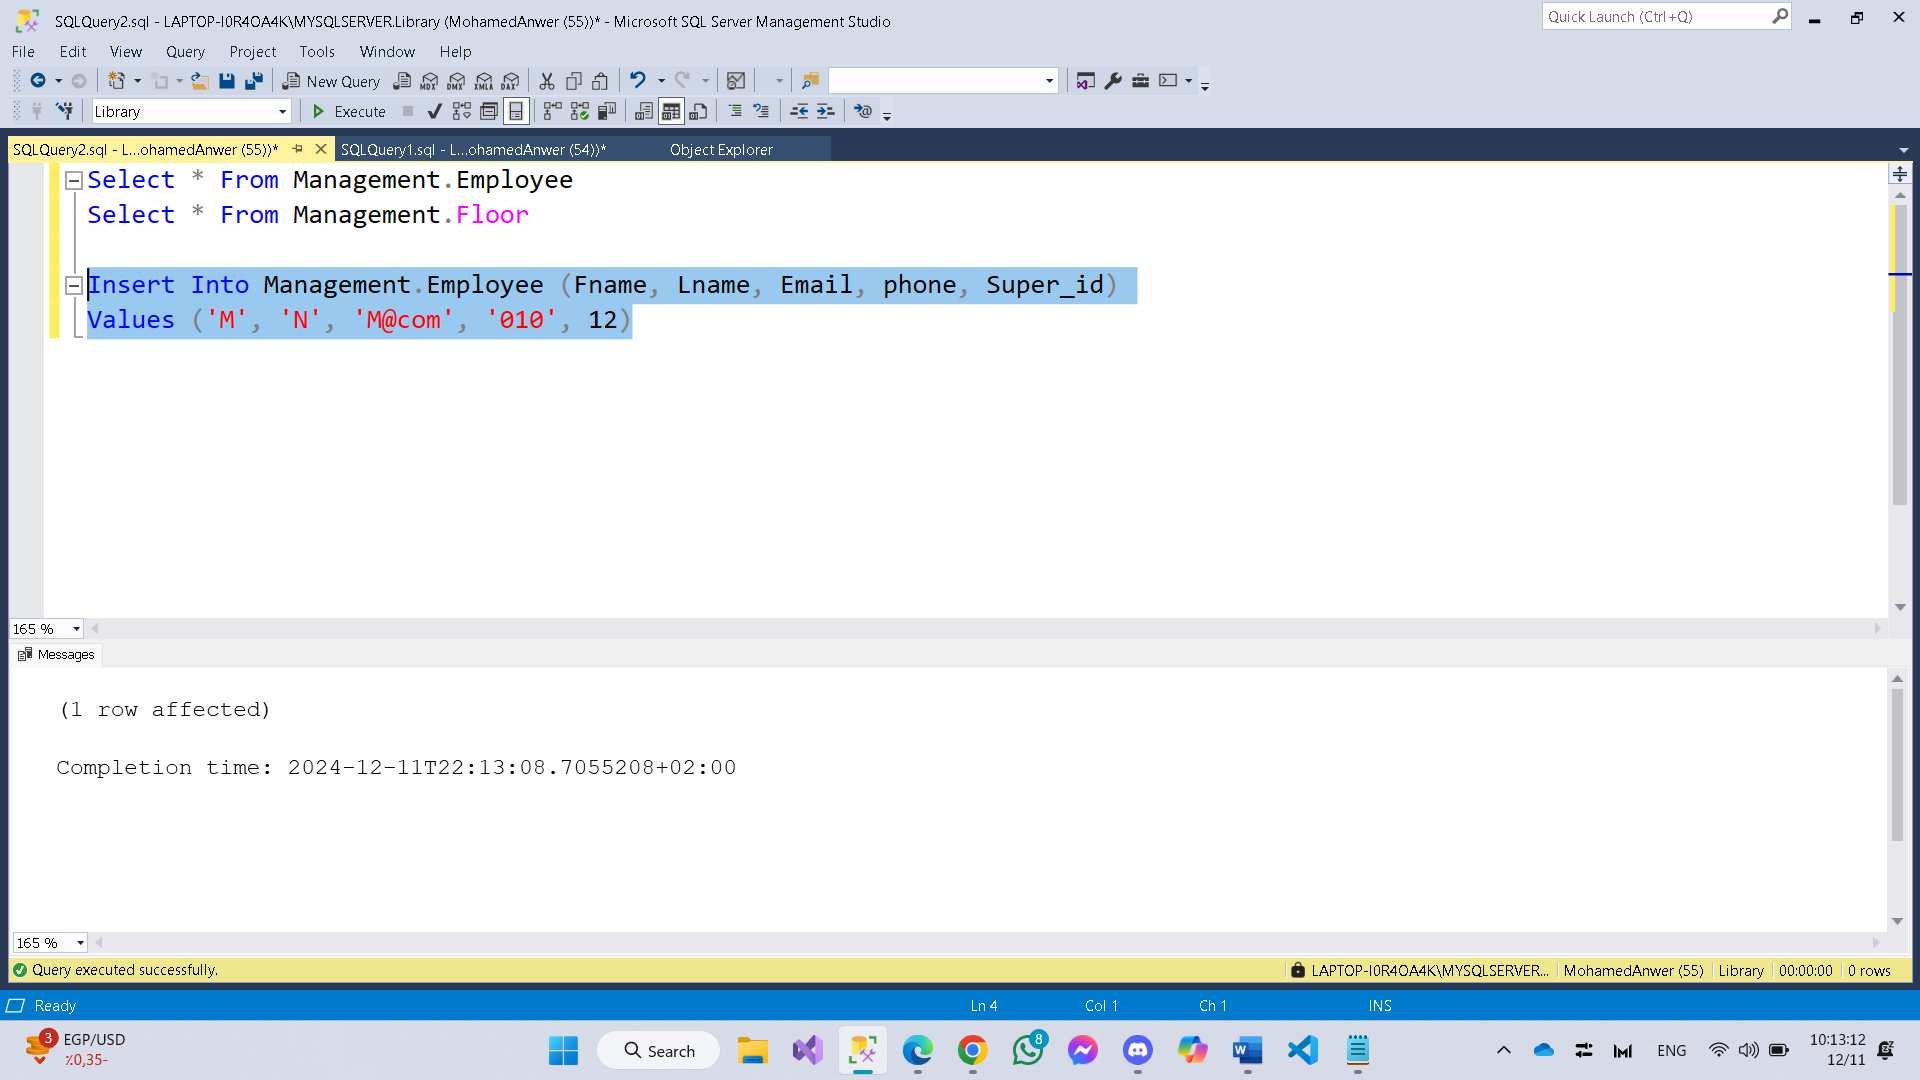 SQLQuery2.sql - LAPTOP-I0R4OA4K\MYSQLSERVER.Library (MohamedAnwer (55))* - Microsoft SQL Server Management Studio
Quick Launch (Ctrl+Q)
File Edit View Query Project Tools Window Help
New Query
MDX DMX XMLA DAX
Library
Execute
SQLQuery2.sql - L...ohamedAnwer (55))*
SQLQuery1.sql - L...ohamedAnwer (54))*
Object Explorer
Select * From Management.Employee
Select * From Management.Floor
Insert Into Management.Employee (Fname, Lname, Email, phone, Super_id)
Values ('M', 'N', 'M@com', '010', 12)
165 %
Messages
(1 row affected)
Completion time: 2024-12-11T22:13:08.7055208+02:00
165 %
Query executed successfully.
LAPTOP-I0R4OA4K\MYSQLSERVER... MohamedAnwer (55) Library 00:00:00 0 rows
Ready
Ln 4 Col 1 Ch 1 INS
3
EGP/USD
٪0,35-
Search
8
ENG
10:13:12
12/11